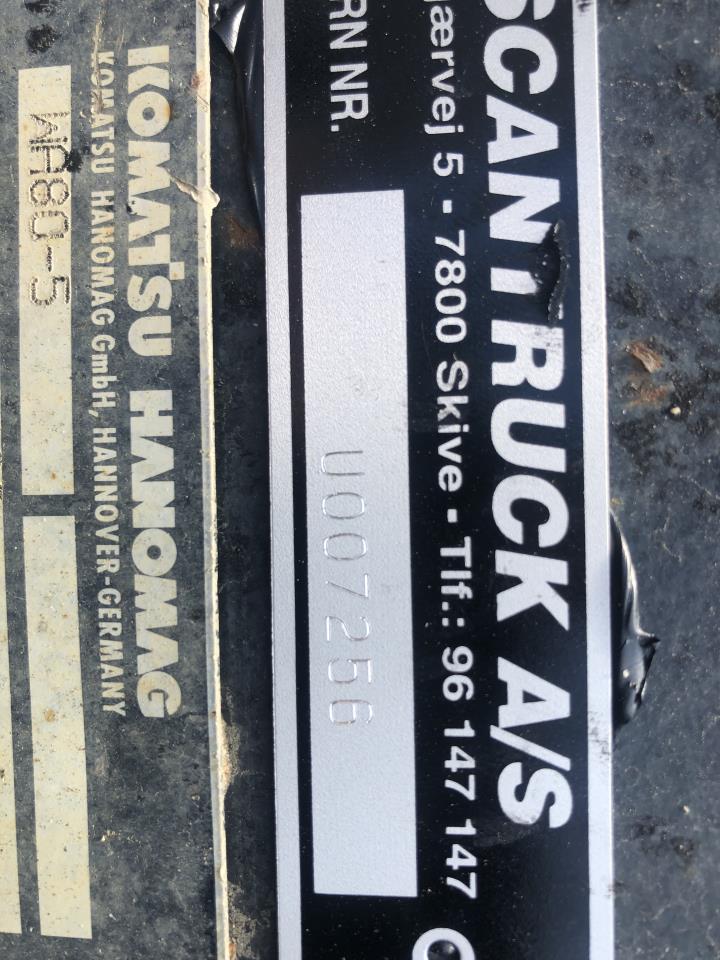 SCANTRUCK A/S
ærvej 5 - 7800 Skive - Tlf.: 96 147 147
RN NR.
U007256
KOMATSU HANOMAG
KOMATSU HANOMAG GmbH, HANNOVER-GERMANY
WA80-5